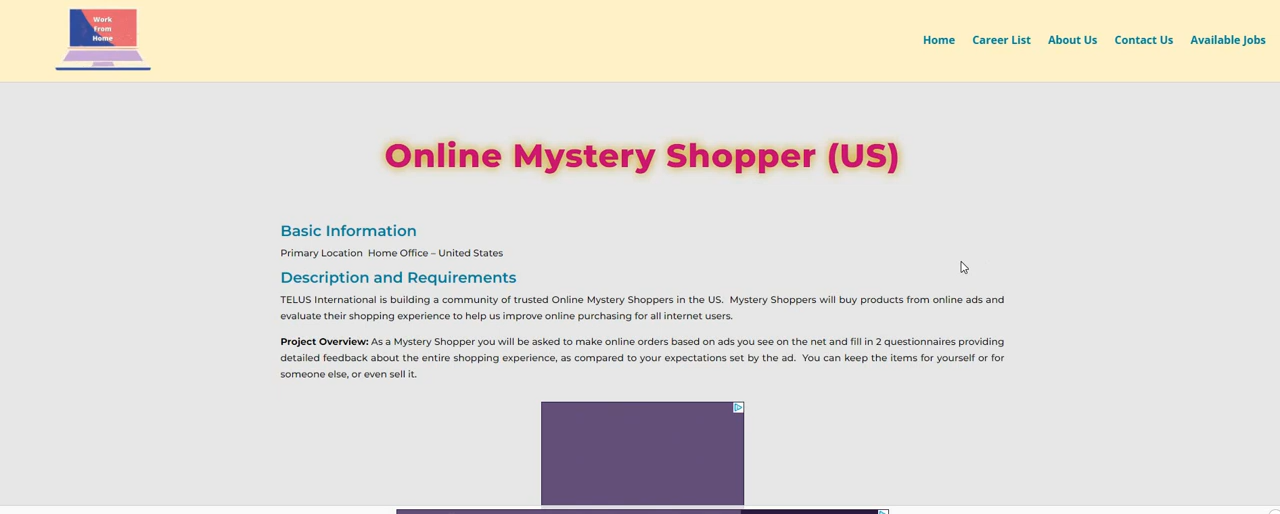 Work
From
Home
Home Career List About Us Contact Us Available Jobs
Online Mystery Shopper (US)
Basic Information
Primary Location Home Office – United States
Description and Requirements
TELUS International is building a community of trusted Online Mystery Shoppers in the US. Mystery Shoppers will buy products from online ads and
evaluate their shopping experience to help us improve online purchasing for all internet users.
Project Overview: As a Mystery Shopper you will be asked to make online orders based on ads you see on the net and fill in 2 questionnaires providing
detailed feedback about the entire shopping experience, as compared to your expectations set by the ad. You can keep the items for yourself or for
someone else, or even sell it.